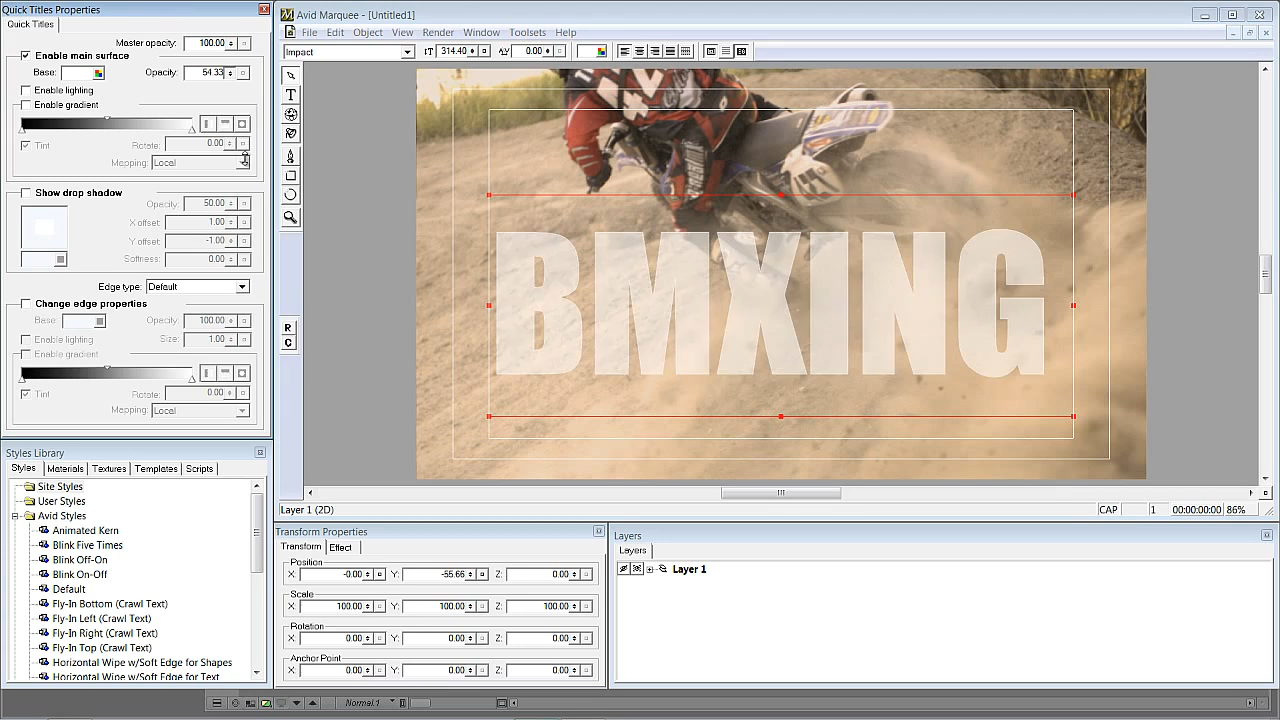 Quick Titles Properties
Quick Titles
Master opacity: 100.00
Enable main surface
Base: Opacity: 54.33
Enable lighting
Enable gradient
Tint Rotate: 0.00
Mapping: Local
Show drop shadow
Opacity: 50.00
X offset: 1.00
Y offset: -1.00
Softness: 0.00
Edge type: Default
Change edge properties
Base: Opacity: 100.00
Enable lighting Size: 1.00
Enable gradient
Tint Rotate: 0.00
Mapping: Local
Styles Library
Styles Materials Textures Templates Scripts
Site Styles
User Styles
Avid Styles
Animated Kern
Blink Five Times
Blink Off-On
Blink On-Off
Default
Fly-In Bottom (Crawl Text)
Fly-In Left (Crawl Text)
Fly-In Right (Crawl Text)
Fly-In Top (Crawl Text)
Horizontal Wipe w/Soft Edge for Shapes
Horizontal Wipe w/Soft Edge for Text
Avid Marquee - [Untitled1]
File Edit Object View Render Window Toolsets Help
Impact 314.40 0.00
T
R
C
BMXING
Layer 1 (2D) CAP 1 00:00:00:00 86%
Transform Properties
Transform Effect
Position
X: -0.00 Y: -55.66 Z: 0.00
Scale
X: 100.00 Y: 100.00 Z: 100.00
Rotation
X: 0.00 Y: 0.00 Z: 0.00
Anchor Point
X: 0.00 Y: 0.00 Z: 0.00
Layers
Layers
Layer 1
Normal.1